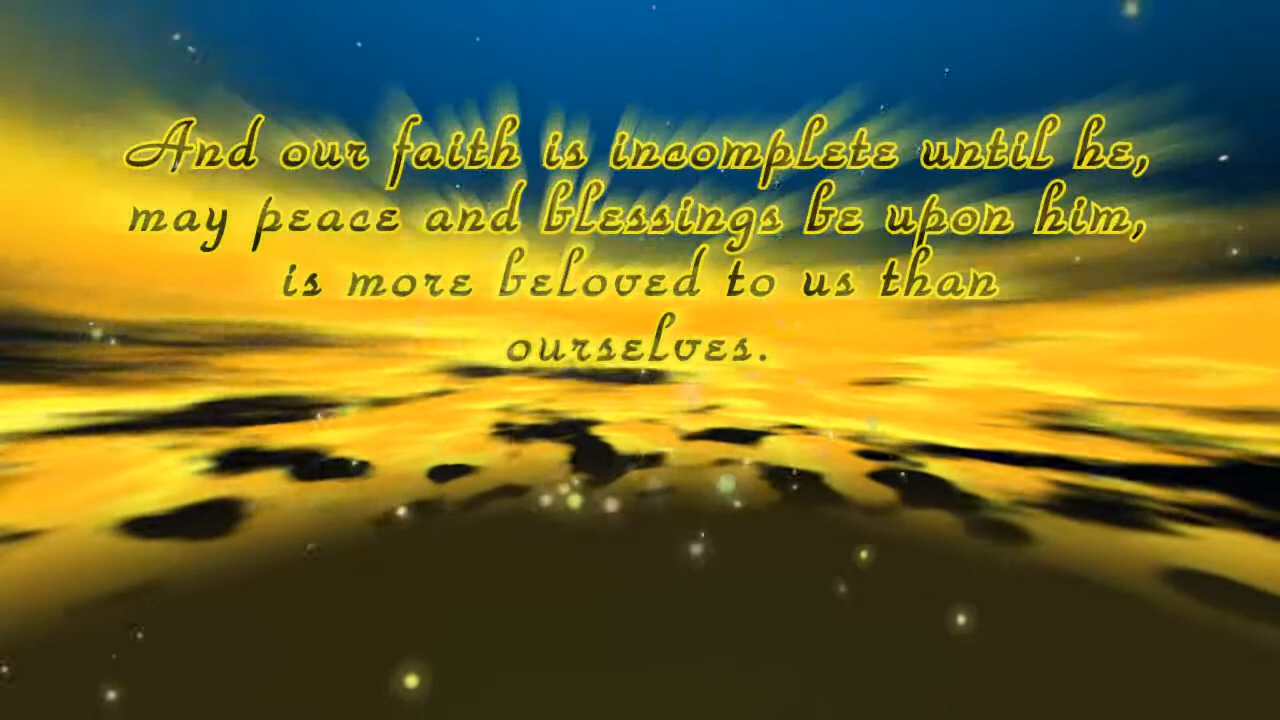 And our faith is incomplete until he,
may peace and blessings be upon him,
is more beloved to us than
ourselves.